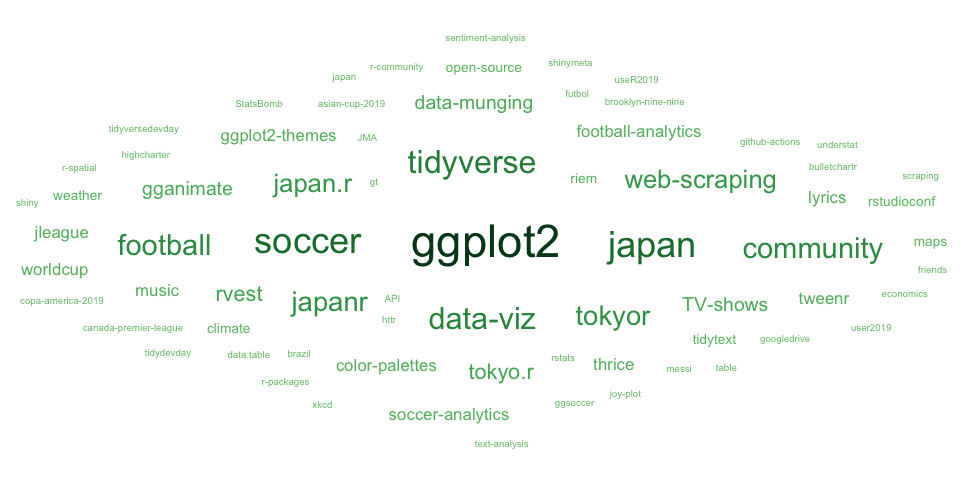 sentiment-analysis
r-community open-source shinymeta
japan useR2019
StatsBomb asian-cup-2019 data-munging futbol brooklyn-nine-nine
tidyversedevday ggplot2-themes JMA football-analytics github-actions understat
highcharter tidyverse bulletchartr
r-spatial weather gganimate japan.r gt riem web-scraping lyrics scraping
shiny rstudioconf
jleague football soccer ggplot2 japan community maps
worldcup friends
copa-america-2019 music rvest japanr API TV-shows tweenr economics
canada-premier-league climate httr data-viz tokyor tidytext googledrive user2019
tidydevday data.table brazil color-palettes tokyo.r rstats thrice messi table
r-packages joy-plot
xkcd soccer-analytics ggsoccer
text-analysis